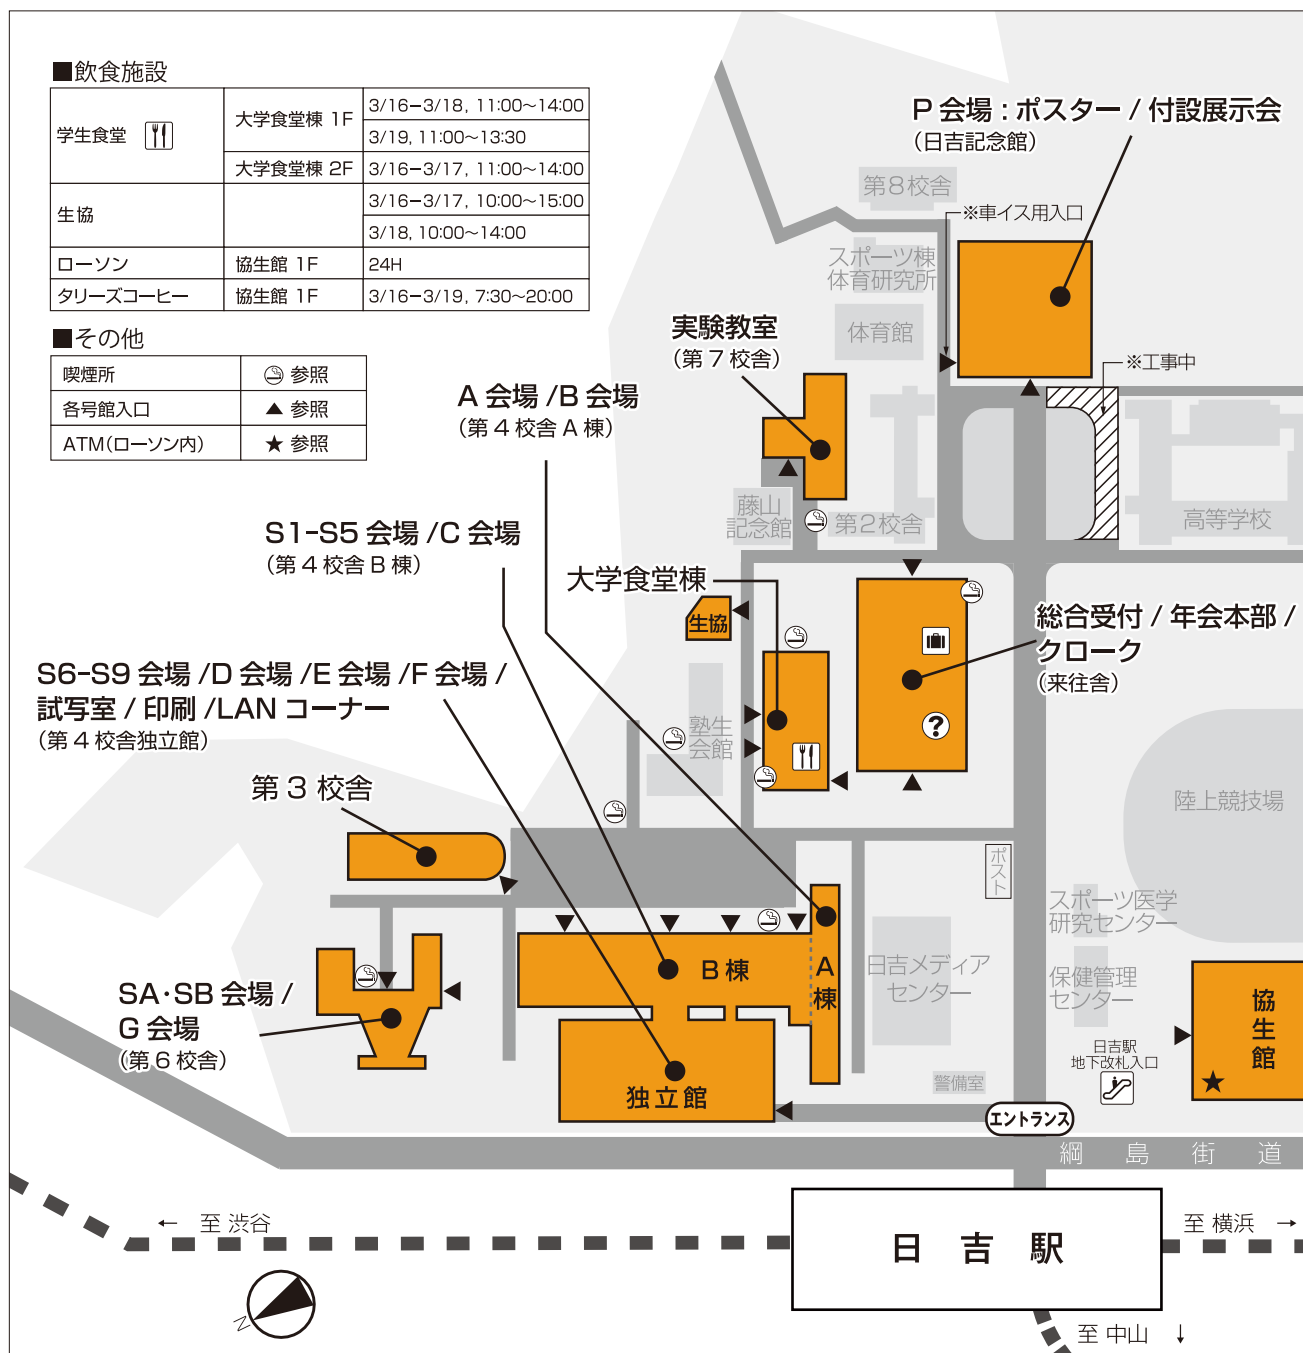 ■飲食施設
学生食堂 大学食堂棟 1F 3/16−3/18, 11:00〜14:00
3/19, 11:00〜13:30
大学食堂棟 2F 3/16−3/17, 11:00〜14:00
生協 3/16−3/17, 10:00〜15:00
3/18, 10:00〜14:00
ローソン 協生館 1F 24H
タリーズコーヒー 協生館 1F 3/16−3/19, 7:30〜20:00
■その他
喫煙所 参照
各号館入口 ▲ 参照
ATM(ローソン内) ★ 参照
P 会場 : ポスター / 付設展示会
(日吉記念館)
第8校舎
※車イス用入口
スポーツ棟
体育研究所
体育館
実験教室
(第 7 校舎)
※工事中
A 会場 /B 会場
(第 4 校舎 A 棟)
藤山
記念館
第2校舎
高等学校
S1-S5 会場 /C 会場
(第 4 校舎 B 棟)
大学食堂棟
生協
総合受付 / 年会本部 /
クローク
(来往舎)
?
S6-S9 会場 /D 会場 /E 会場 /F 会場 /
試写室 / 印刷 /LAN コーナー
(第 4 校舎独立館)
塾生
会館
第 3 校舎
陸上競技場
ポスト
スポーツ医学
研究センター
B 棟
A
棟
日吉メディア
センター
保健管理
センター
SA・SB 会場 /
G 会場
(第 6 校舎)
協生館
日吉駅
地下改札入口
警備室
独立館
エントランス
綱島街道
← 至 渋谷
日吉駅
至 横浜 →
至 中山 ↓
N